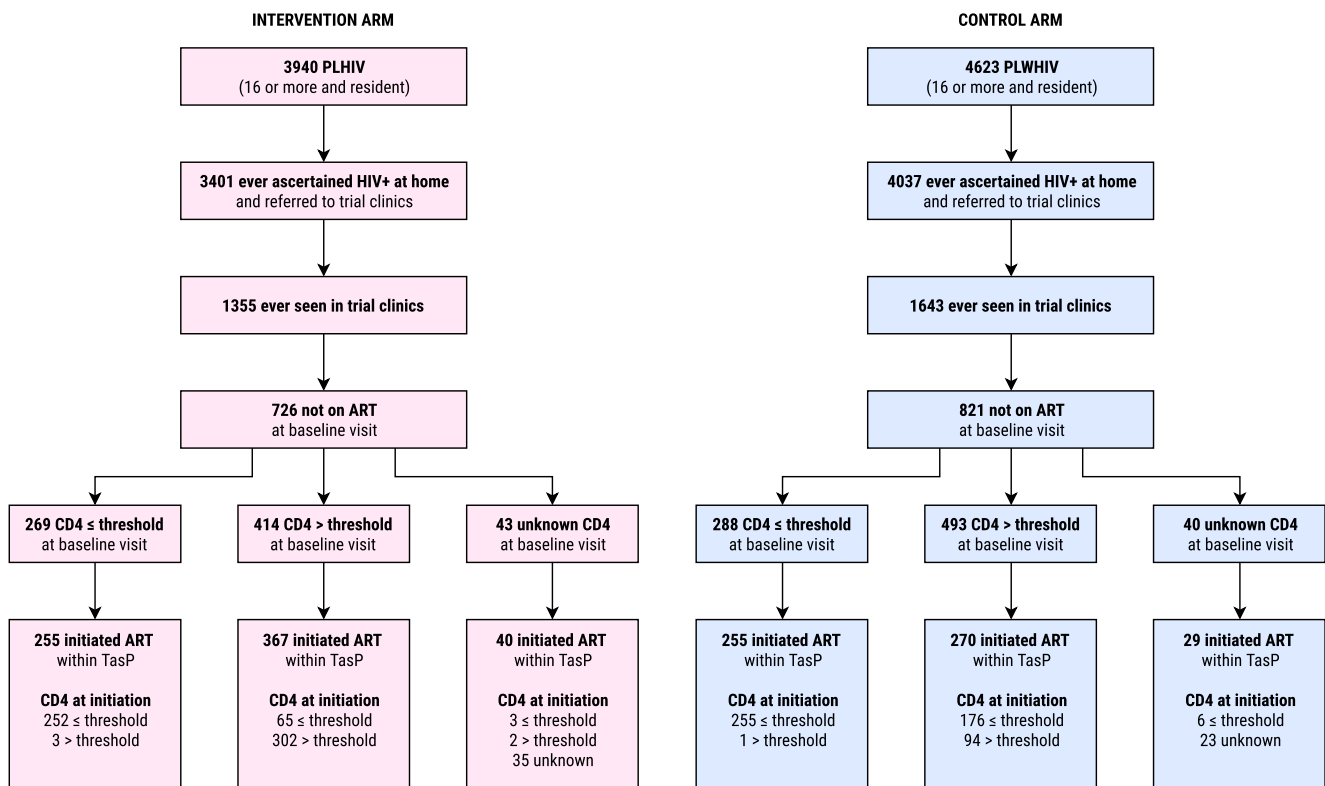 INTERVENTION ARM
3940 PLHIV
(16 or more and resident)
3401 ever ascertained HIV+ at home
and referred to trial clinics
1355 ever seen in trial clinics
726 not on ART
at baseline visit
269 CD4 ≤ threshold
at baseline visit
414 CD4 > threshold
at baseline visit
43 unknown CD4
at baseline visit
255 initiated ART
within TasP
CD4 at initiation
252 ≤ threshold
3 > threshold
367 initiated ART
within TasP
CD4 at initiation
65 ≤ threshold
302 > threshold
40 initiated ART
within TasP
CD4 at initiation
3 ≤ threshold
2 > threshold
35 unknown
CONTROL ARM
4623 PLWHIV
(16 or more and resident)
4037 ever ascertained HIV+ at home
and referred to trial clinics
1643 ever seen in trial clinics
821 not on ART
at baseline visit
288 CD4 ≤ threshold
at baseline visit
493 CD4 > threshold
at baseline visit
40 unknown CD4
at baseline visit
255 initiated ART
within TasP
CD4 at initiation
255 ≤ threshold
1 > threshold
270 initiated ART
within TasP
CD4 at initiation
176 ≤ threshold
94 > threshold
29 initiated ART
within TasP
CD4 at initiation
6 ≤ threshold
23 unknown